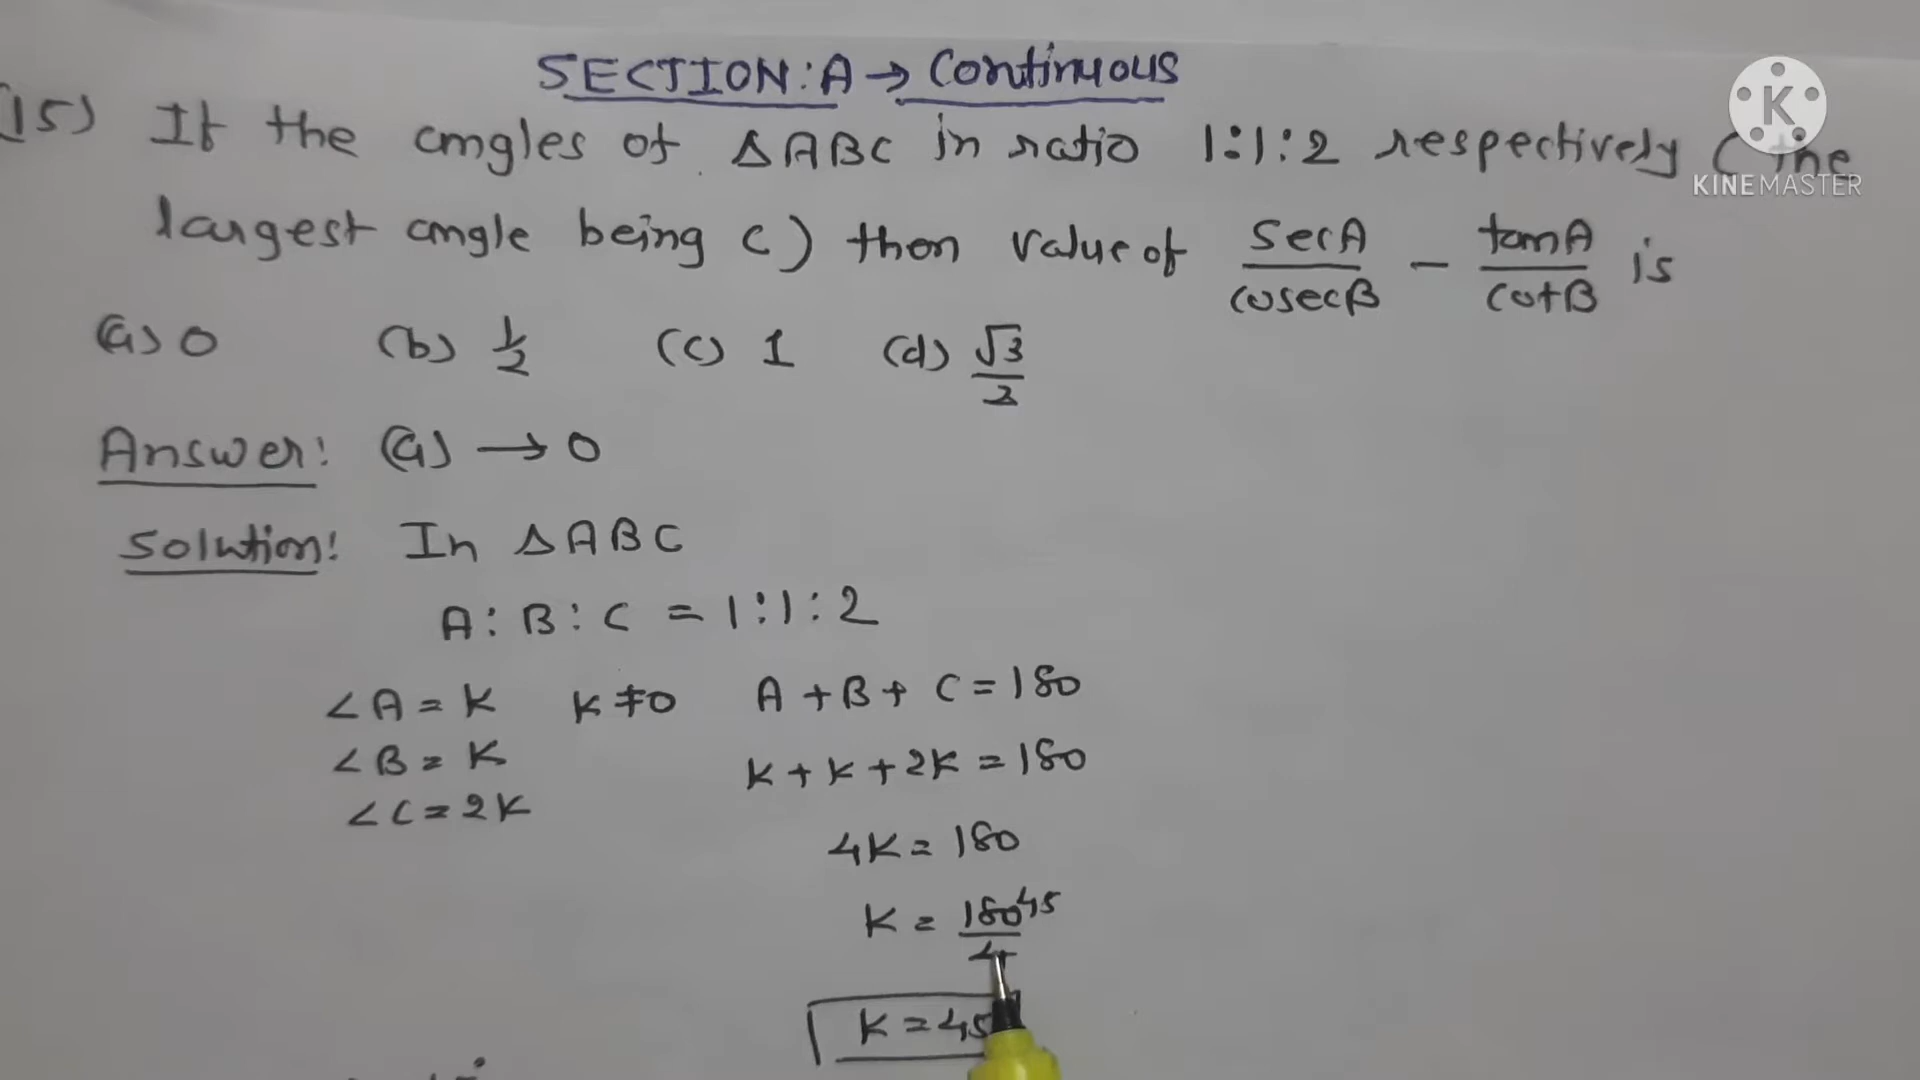 SECTION: A → Continuous
(15) If the angles of △ABC in ratio 1:1:2 respectively (the
largest angle being C) then value of secA/cosecB - tanA/cotB is
(a) 0 (b) 1/2 (c) 1 (d) √3/2
Answer: (a) → 0
Solution: In △ABC
A : B : C = 1:1:2
∠A = K K ≠ 0 A + B + C = 180
∠B = K K + K + 2K = 180
∠C = 2K
4K = 180
K = 180/4 45
K = 45
K
KINEMASTER